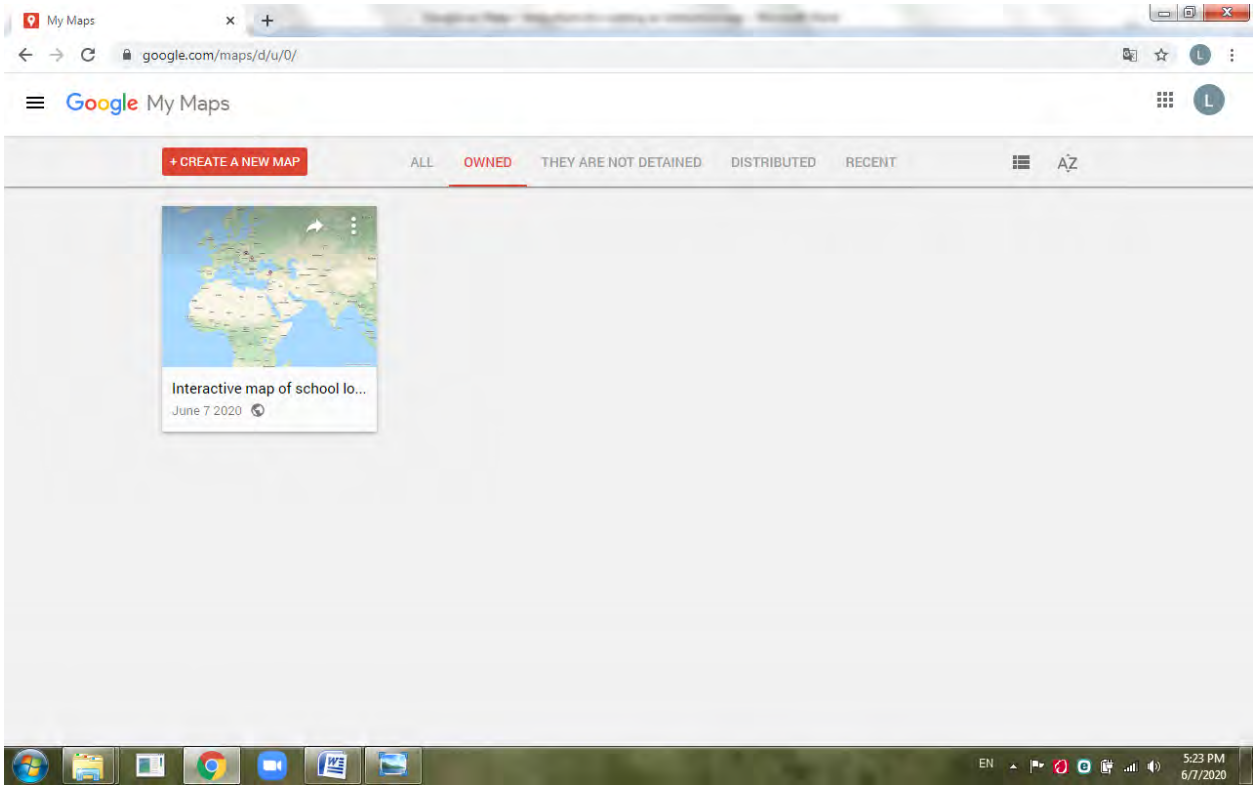 My Maps
google.com/maps/d/u/0/
L
Google My Maps
L
+ CREATE A NEW MAP
ALL OWNED THEY ARE NOT DETAINED DISTRIBUTED RECENT
AZ
Interactive map of school lo...
June 7 2020
EN
5:23 PM
6/7/2020